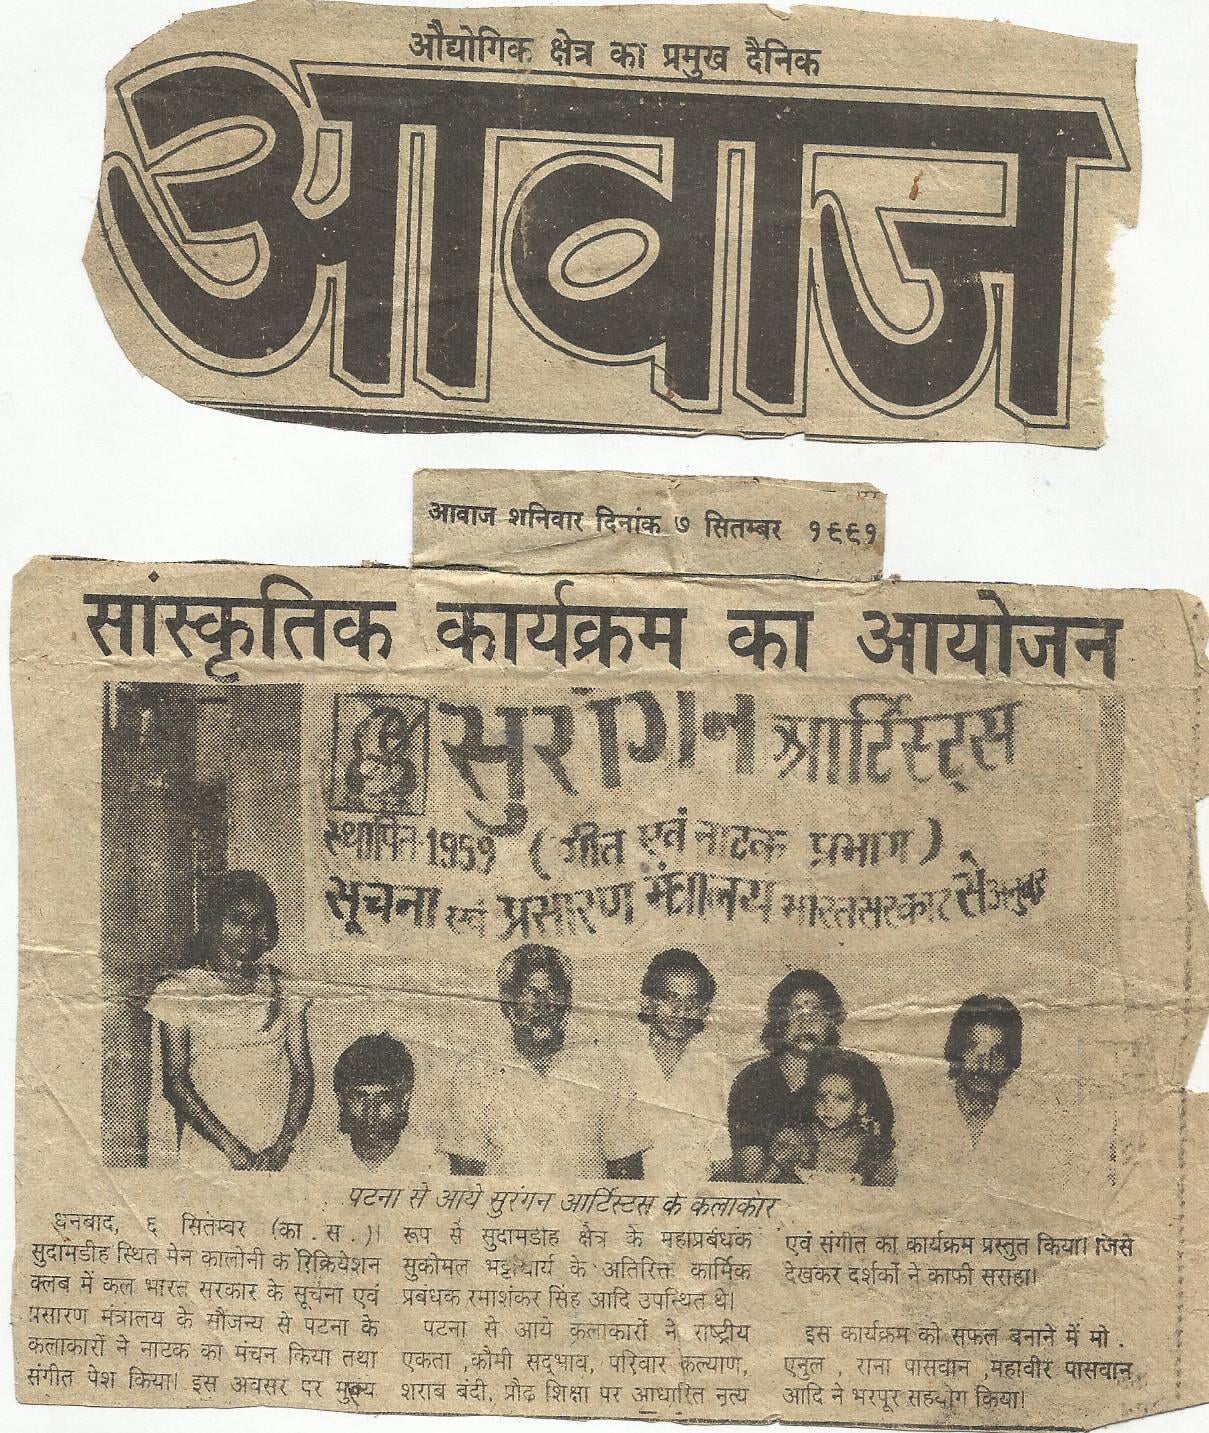 औद्योगिक क्षेत्र का प्रमुख दैनिक
आवाज
आवाज शनिवार दिनांक ७ सितम्बर १९९१
सांस्कृतिक कार्यक्रम का आयोजन
सुरांगन आर्टिस्ट्स
स्थापित 1959 (गीत एवं नाटक प्रभाग)
सूचना एवं प्रसारण मंत्रालय भारत सरकार से
पटना से आये सुरंगन आर्टिस्टस के कलाकार
धनबाद, ६ सितम्बर (का . स .)।
सुदामडीह स्थित मेन कालोनी के रिक्रियेशन
क्लब में कल भारत सरकार के सूचना एवं
प्रसारण मंत्रालय के सौजन्य से पटना के
कलाकारों ने नाटक का मंचन किया तथा
संगीत पेश किया। इस अवसर पर मुख्य
रूप से सुदामडीह क्षेत्र के महाप्रबंधक
सुकोमल भट्टाचार्य के अतिरिक्त कार्मिक
प्रबंधक रमाशंकर सिंह आदि उपस्थित थे।
पटना से आये कलाकारों ने राष्ट्रीय
एकता ,कौमी सद्भाव, परिवार कल्याण,
शराब बंदी, प्रौढ शिक्षा पर आधारित नृत्य
एवं संगीत का कार्यक्रम प्रस्तुत किया। जिसे
देखकर दर्शकों ने काफी सराहा।
इस कार्यक्रम को सफल बनाने में मो .
एनुल , राना पासवान ,महावीर पासवान,
आदि ने भरपूर सहयोग किया।